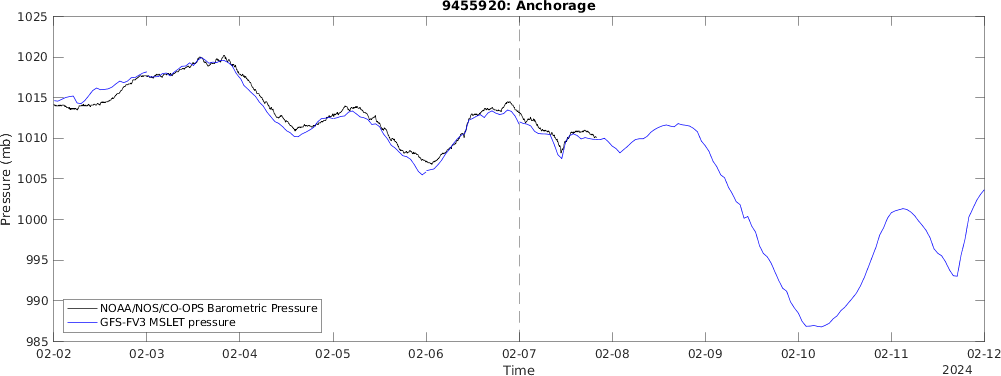 9455920: Anchorage
1025
1020
1015
1010
1005
1000
995
990
985
Pressure (mb)
NOAA/NOS/CO-OPS Barometric Pressure
GFS-FV3 MSLET pressure
02-02 02-03 02-04 02-05 02-06 02-07 02-08 02-09 02-10 02-11 02-12
Time
2024